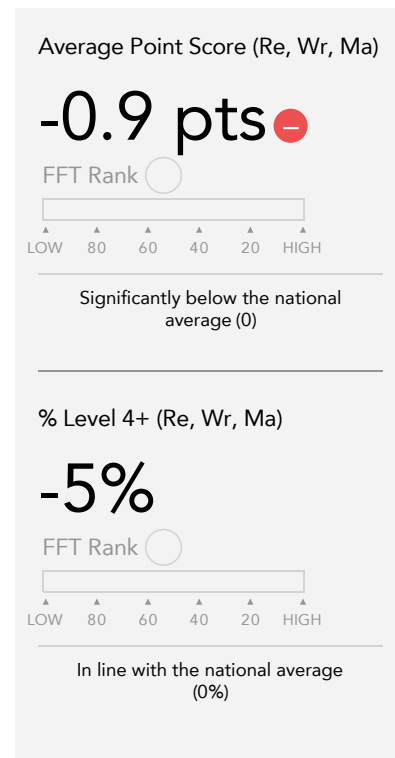 Average Point Score (Re, Wr, Ma)
-0.9 pts –
FFT Rank
LOW 80 60 40 20 HIGH
Significantly below the national
average (0)
% Level 4+ (Re, Wr, Ma)
-5%
FFT Rank
LOW 80 60 40 20 HIGH
In line with the national average
(0%)